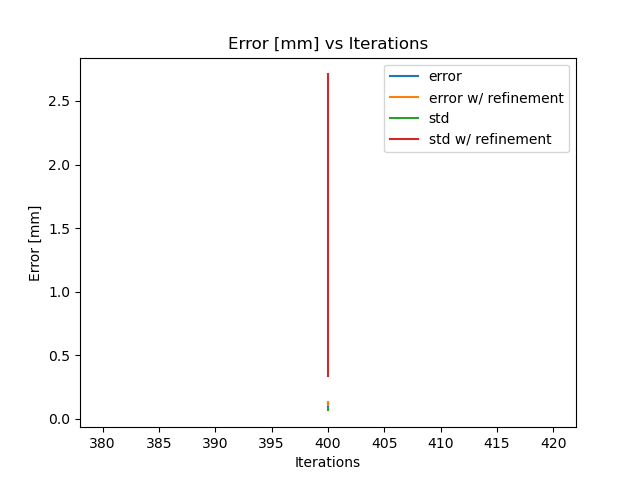 Error [mm] vs Iterations
error
error w/ refinement
std
std w/ refinement
Error [mm]
2.5
2.0
1.5
1.0
0.5
0.0
380 385 390 395 400 405 410 415 420
Iterations